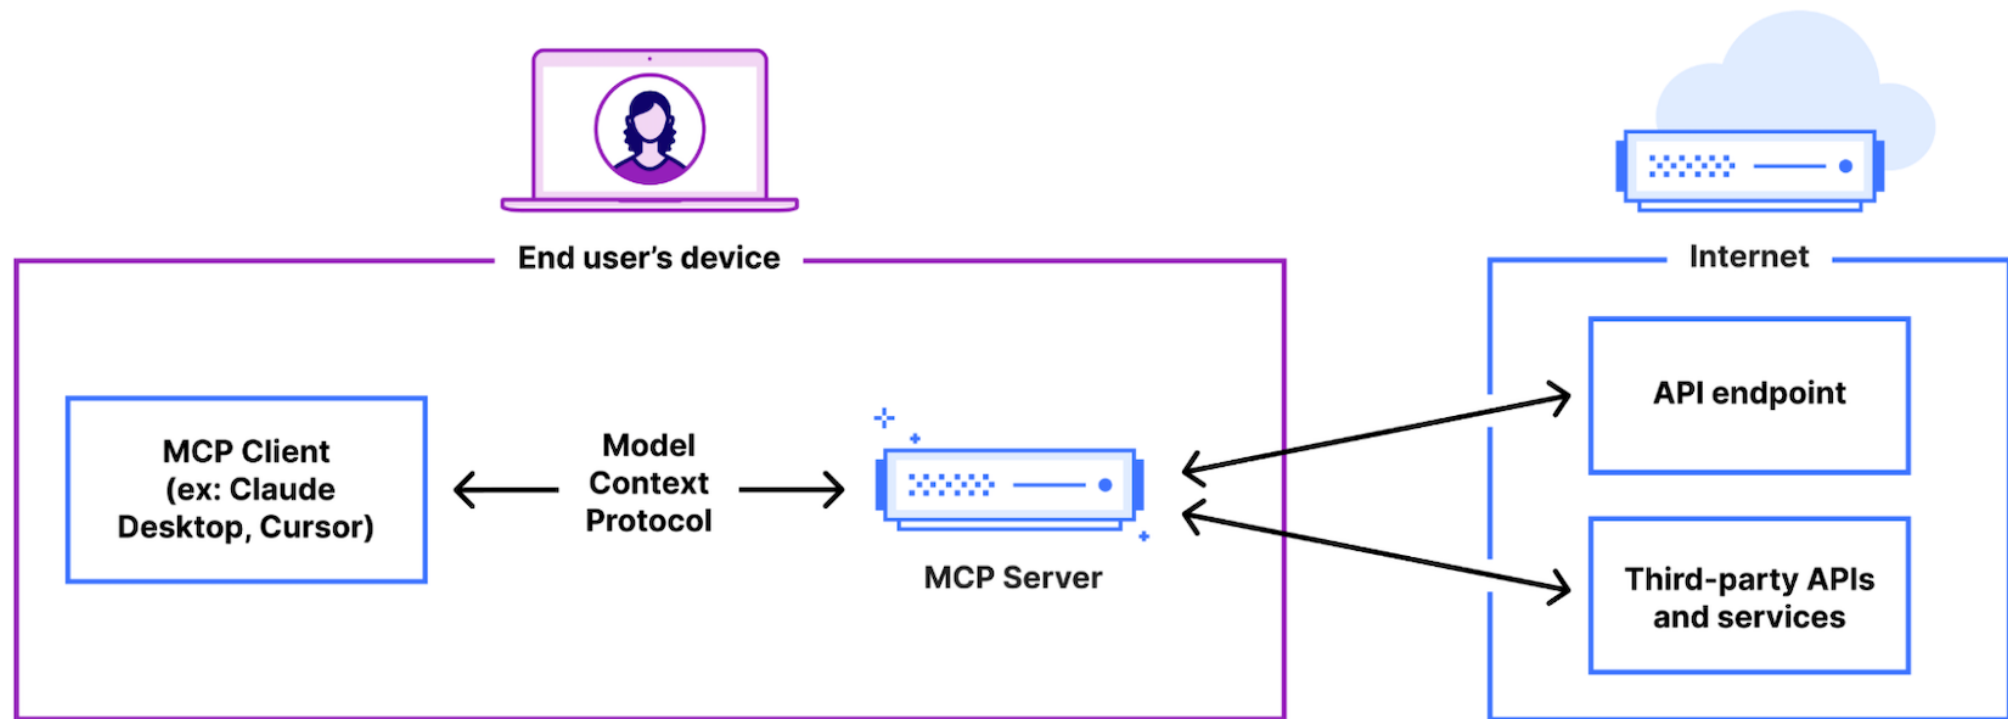 End user’s device
Internet
MCP Client
(ex: Claude
Desktop, Cursor)
Model
Context
Protocol
MCP Server
API endpoint
Third-party APIs
and services